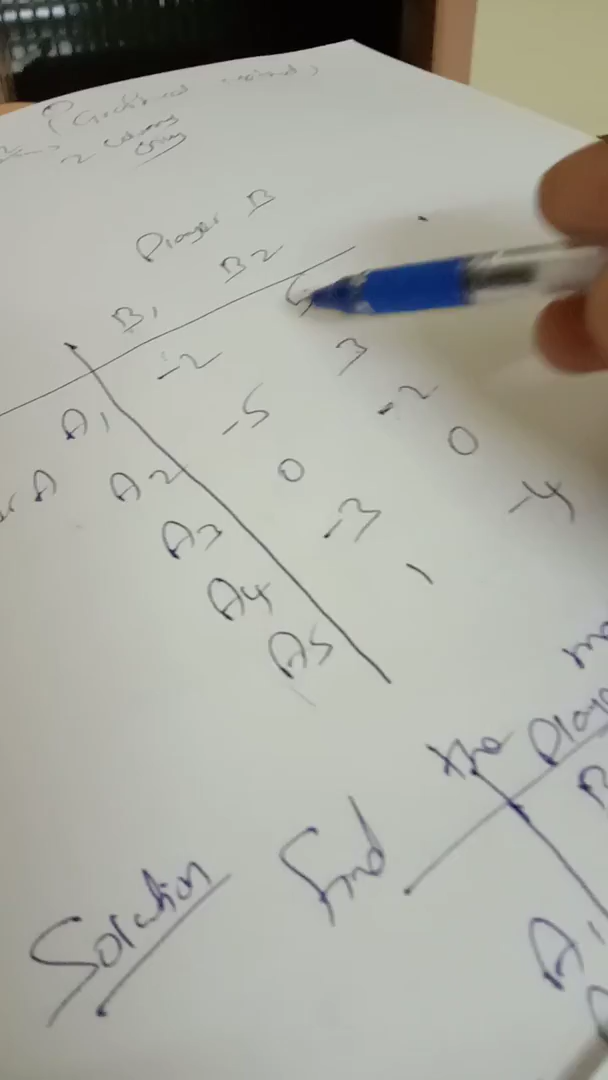 (Graphical method)
2 columns only
Player B
B1 B2
A1 -2 5
A2 -5 3
A A3 0 -2
A4 -3 0
A5 1 -4
Solution find the
Player
A1